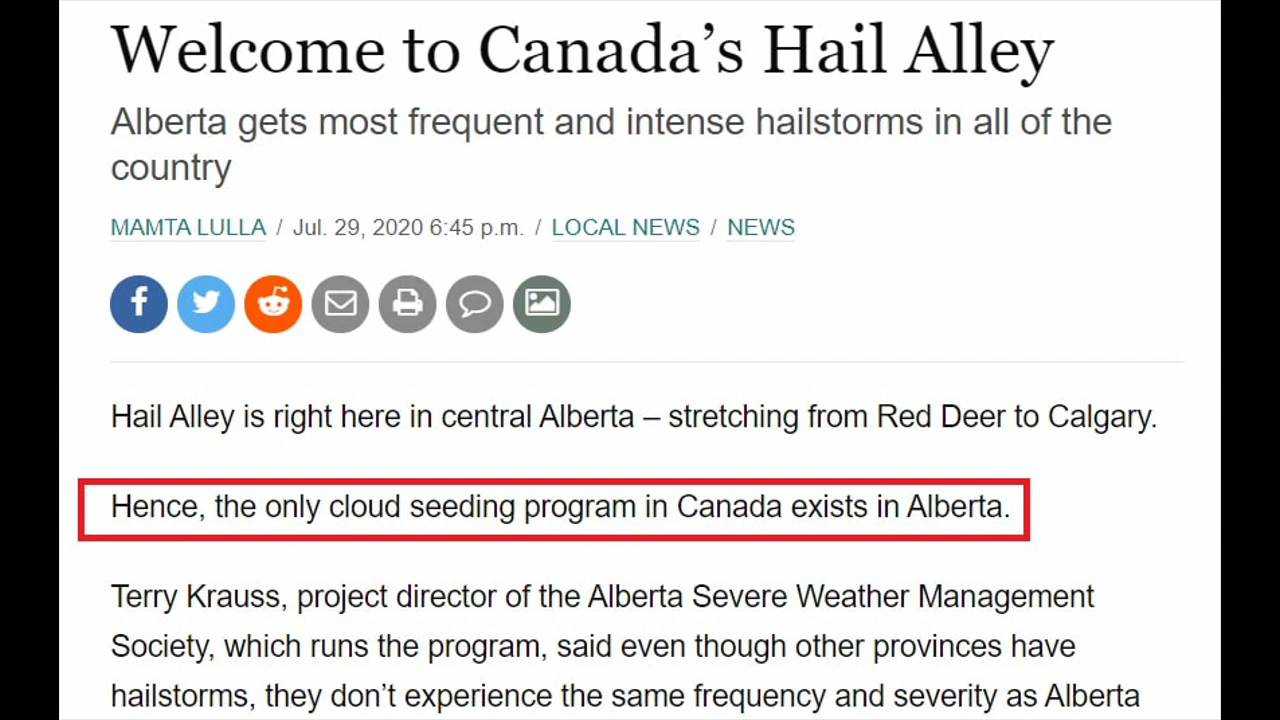 Welcome to Canada’s Hail Alley
Alberta gets most frequent and intense hailstorms in all of the
country
MAMTA LULLA / Jul. 29, 2020 6:45 p.m. / LOCAL NEWS / NEWS
Hail Alley is right here in central Alberta – stretching from Red Deer to Calgary.
Hence, the only cloud seeding program in Canada exists in Alberta.
Terry Krauss, project director of the Alberta Severe Weather Management
Society, which runs the program, said even though other provinces have
hailstorms, they don’t experience the same frequency and severity as Alberta